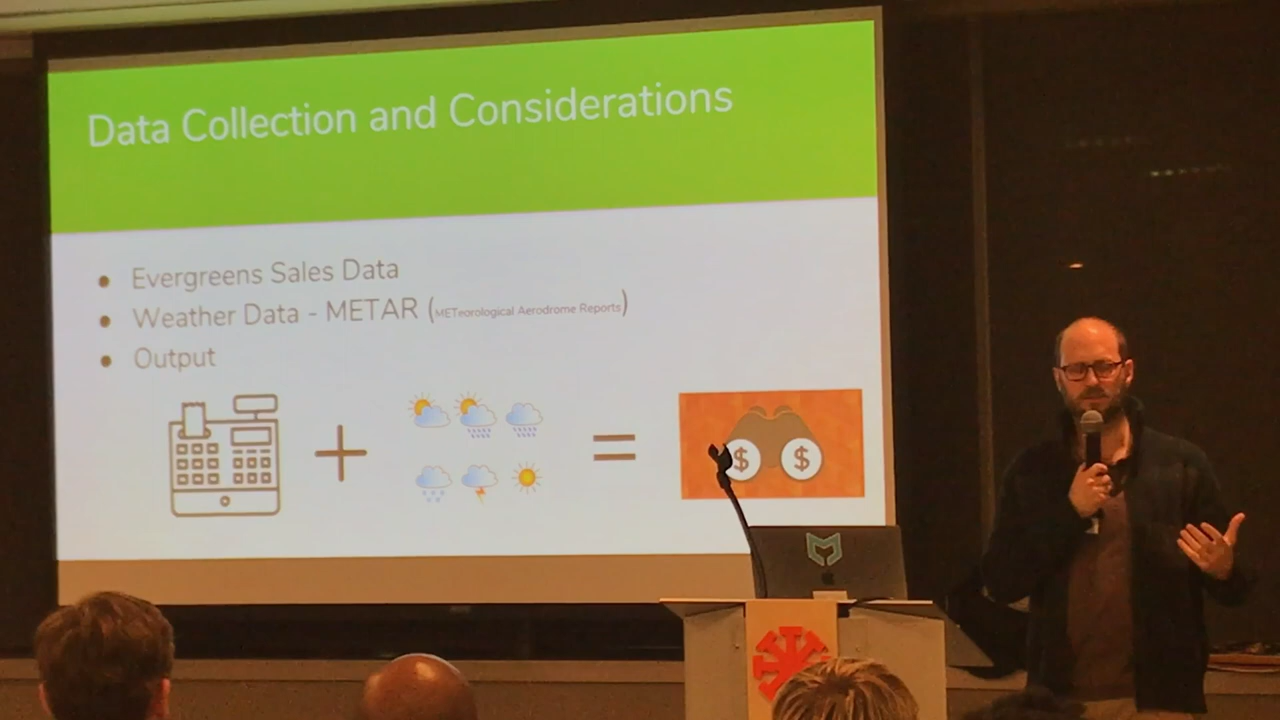 Data Collection and Considerations
Evergreens Sales Data
Weather Data - METAR (METeorological Aerodrome Reports)
Output
+
=
$ $